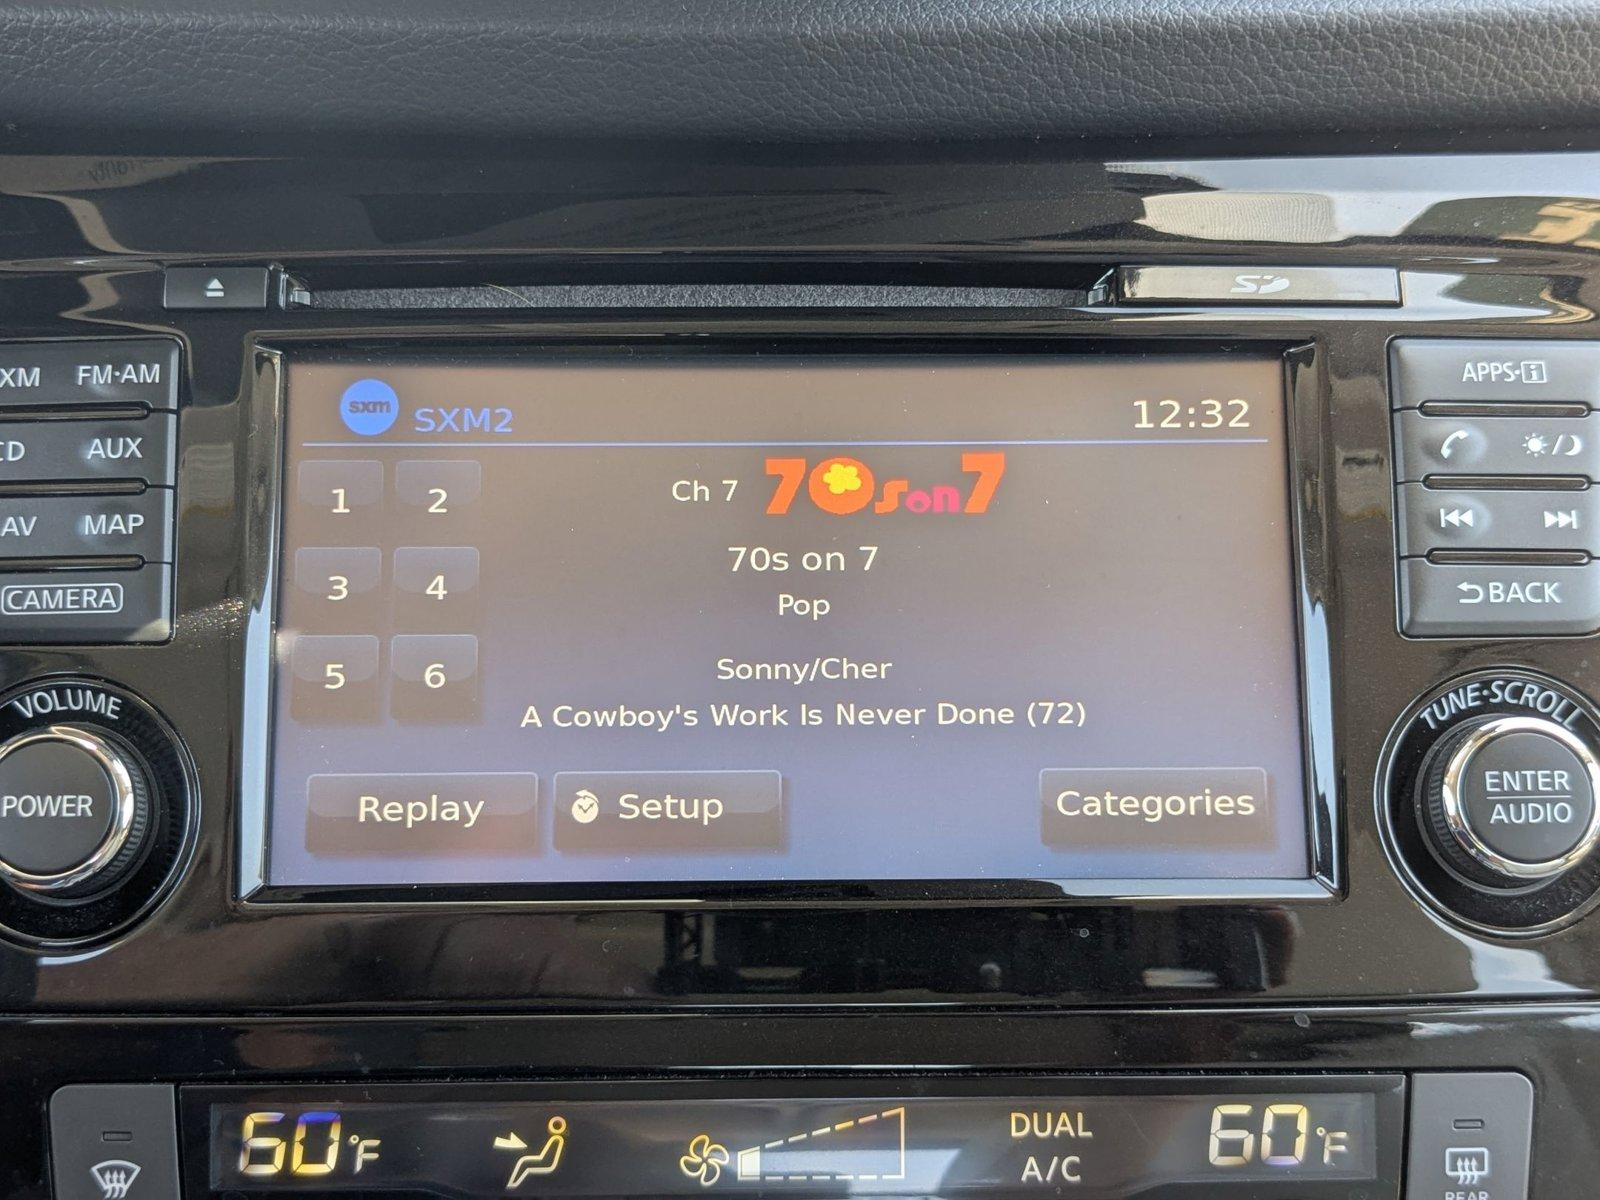 SD
XM FM·AM
CD AUX
AV MAP
CAMERA
VOLUME
POWER
sxm SXM2 12:32
1 2
3 4
5 6
Ch 7 70s on 7
70s on 7
Pop
Sonny/Cher
A Cowboy's Work Is Never Done (72)
Replay Setup Categories
APPS·i
BACK
TUNE·SCROLL
ENTER
AUDIO
60°F
DUAL
A/C
60°F
REAR